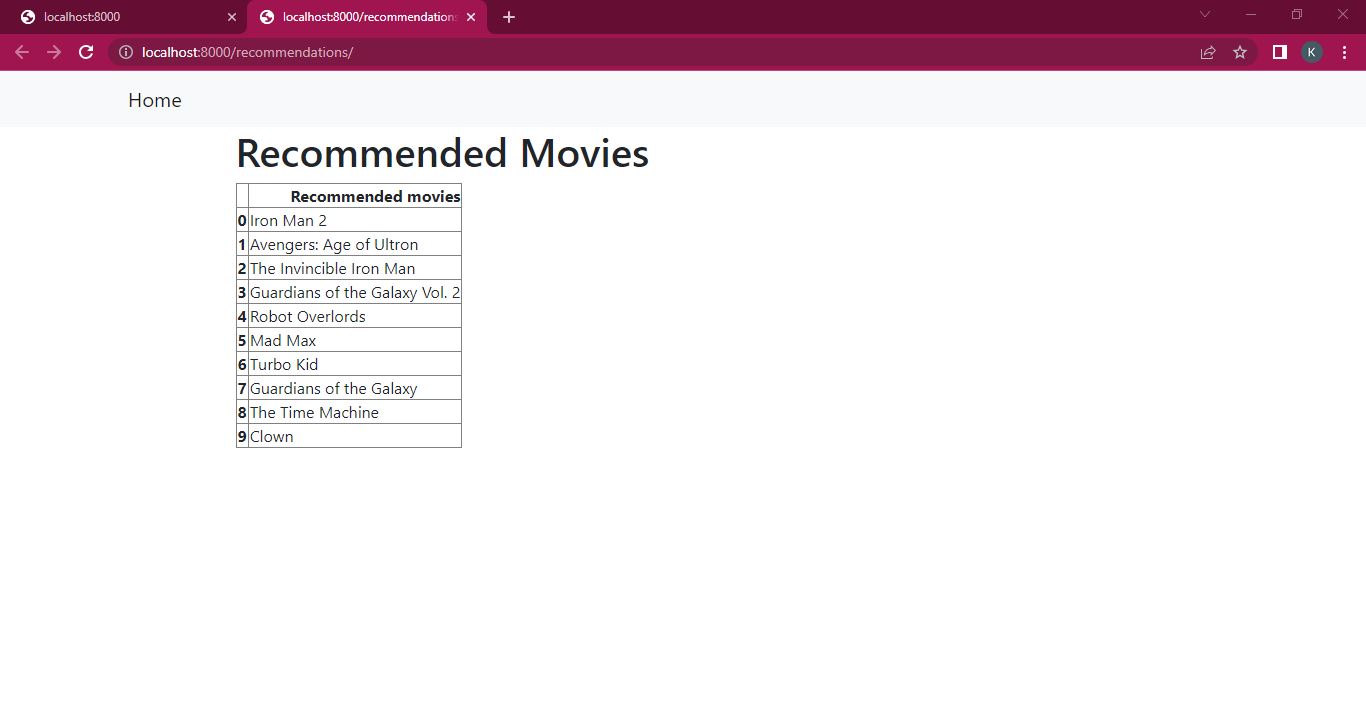 localhost:8000
localhost:8000/recommendations
localhost:8000/recommendations/
K
Home
Recommended Movies
Recommended movies
0 Iron Man 2
1 Avengers: Age of Ultron
2 The Invincible Iron Man
3 Guardians of the Galaxy Vol. 2
4 Robot Overlords
5 Mad Max
6 Turbo Kid
7 Guardians of the Galaxy
8 The Time Machine
9 Clown